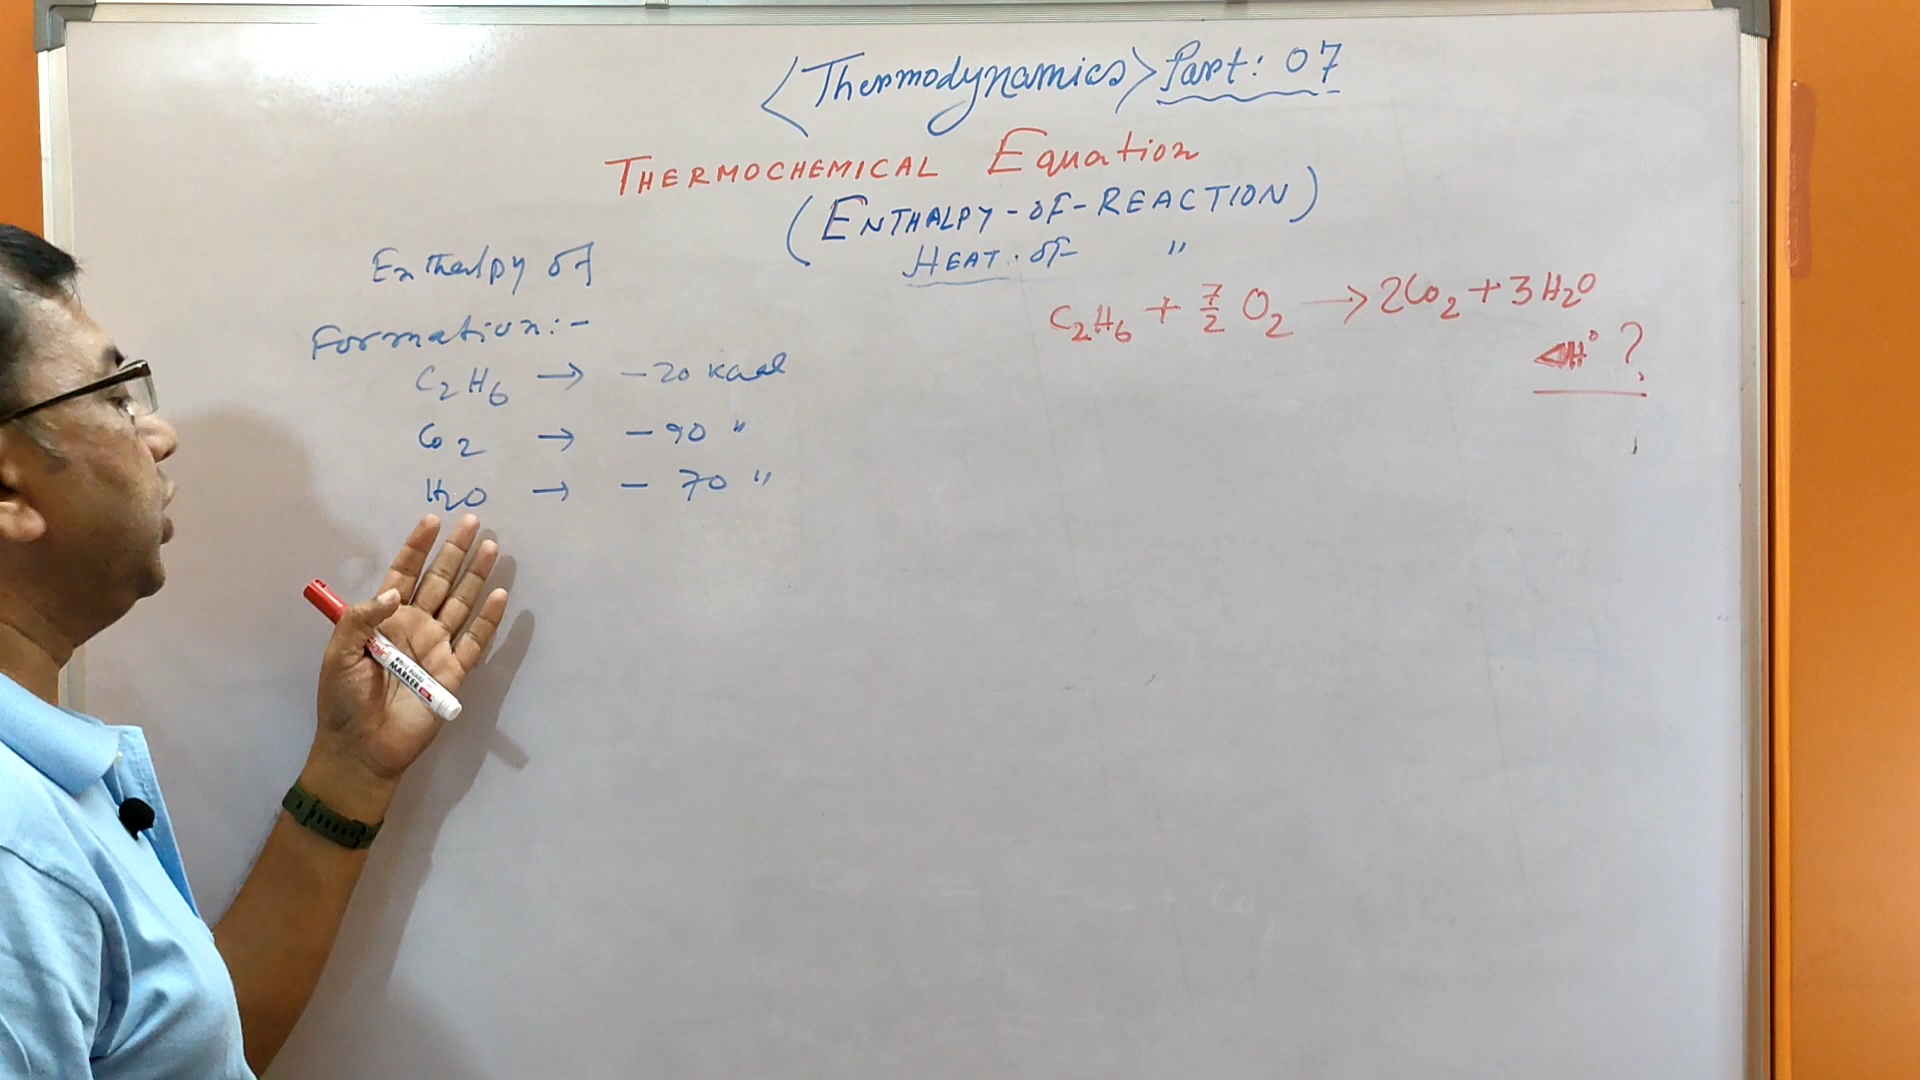 <Thermodynamics> Part: 07
THERMOCHEMICAL Equation
(ENTHALPY-OF-REACTION)
HEAT. OF "
Enthalpy of
Formation:-
C2H6 → -20 kcal
CO2 → -90 "
H2O → - 70 "
C2H6 + 7/2 O2 → 2CO2 + 3H2O
ΔH° ?
MARKER